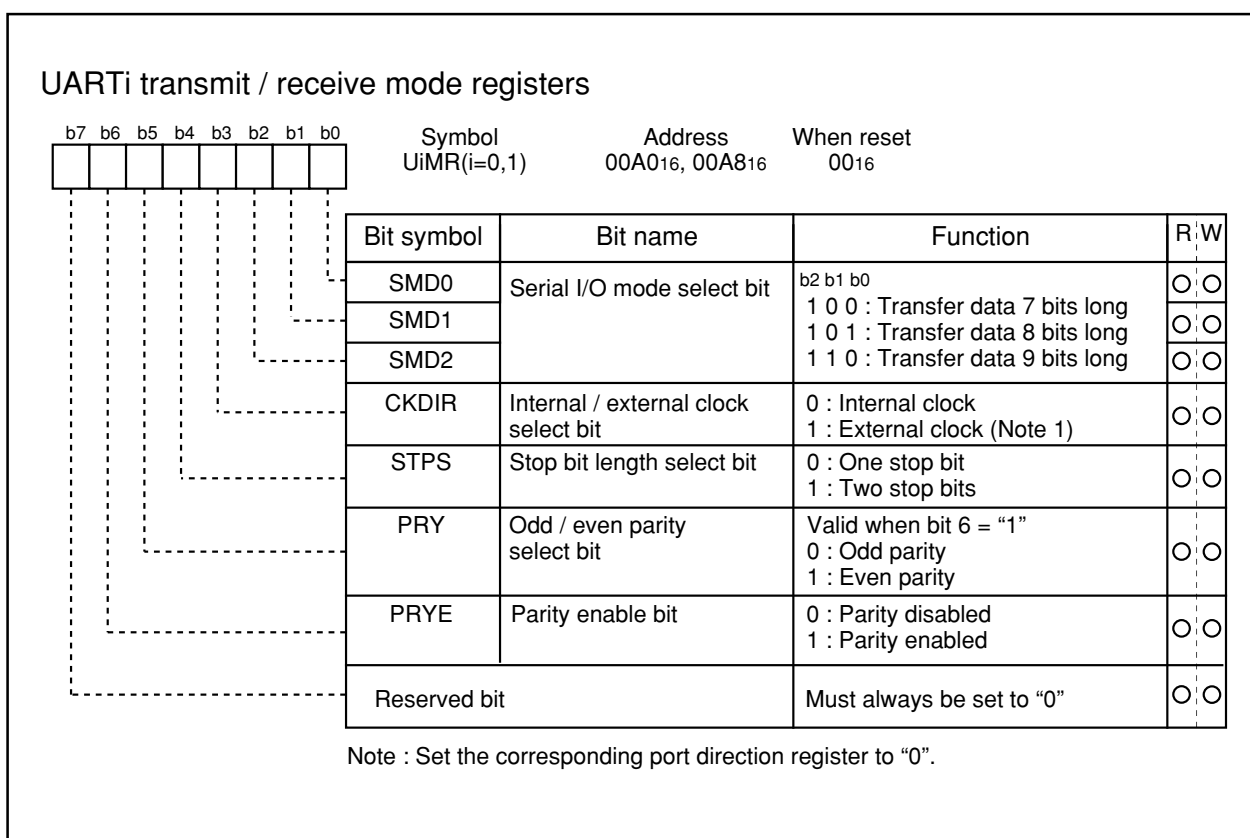 UARTi transmit / receive mode registers
b7 b6 b5 b4 b3 b2 b1 b0
Symbol Address When reset
UiMR(i=0,1) 00A016, 00A816 0016
Bit symbol Bit name Function R W
SMD0 Serial I/O mode select bit b2 b1 b0
1 0 0 : Transfer data 7 bits long
SMD1 1 0 1 : Transfer data 8 bits long
SMD2 1 1 0 : Transfer data 9 bits long
CKDIR Internal / external clock 0 : Internal clock
select bit 1 : External clock (Note 1)
STPS Stop bit length select bit 0 : One stop bit
1 : Two stop bits
PRY Odd / even parity Valid when bit 6 = “1”
select bit 0 : Odd parity
1 : Even parity
PRYE Parity enable bit 0 : Parity disabled
1 : Parity enabled
Reserved bit Must always be set to “0”
Note : Set the corresponding port direction register to “0”.